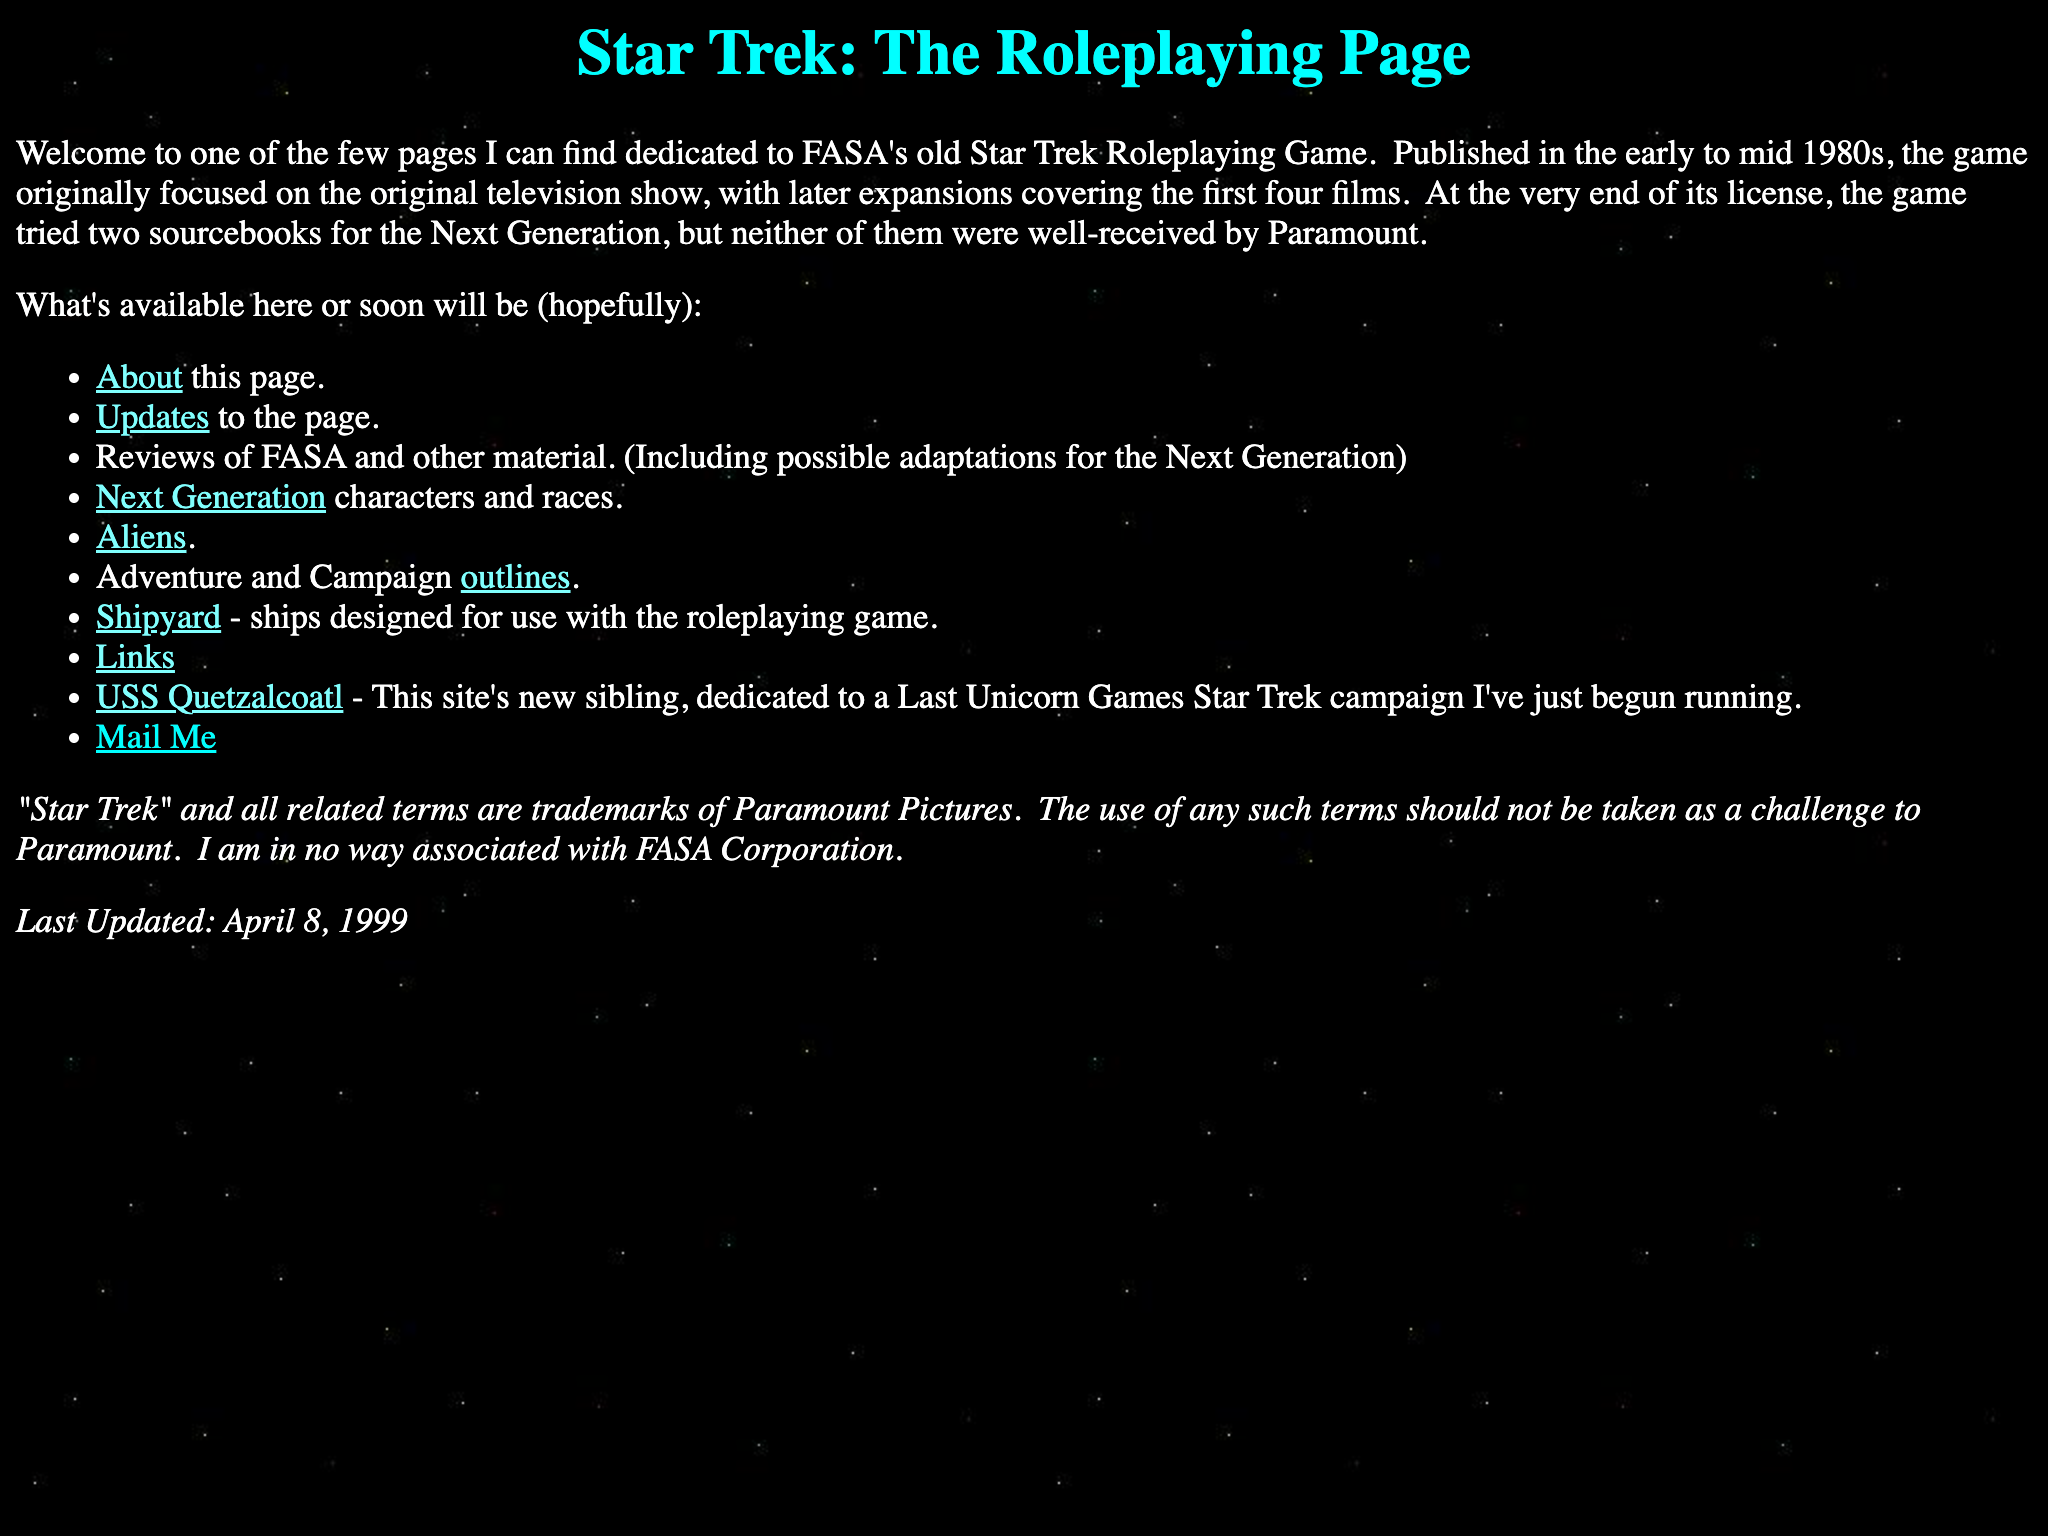 Star Trek: The Roleplaying Page
Welcome to one of the few pages I can find dedicated to FASA's old Star Trek Roleplaying Game.  Published in the early to mid 1980s, the game
originally focused on the original television show, with later expansions covering the first four films.  At the very end of its license, the game
tried two sourcebooks for the Next Generation, but neither of them were well-received by Paramount.
What's available here or soon will be (hopefully):
• About this page.
• Updates to the page.
• Reviews of FASA and other material. (Including possible adaptations for the Next Generation)
• Next Generation characters and races.
• Aliens.
• Adventure and Campaign outlines.
• Shipyard - ships designed for use with the roleplaying game.
• Links
• USS Quetzalcoatl - This site's new sibling, dedicated to a Last Unicorn Games Star Trek campaign I've just begun running.
• Mail Me
"Star Trek" and all related terms are trademarks of Paramount Pictures.  The use of any such terms should not be taken as a challenge to
Paramount.  I am in no way associated with FASA Corporation.
Last Updated: April 8, 1999